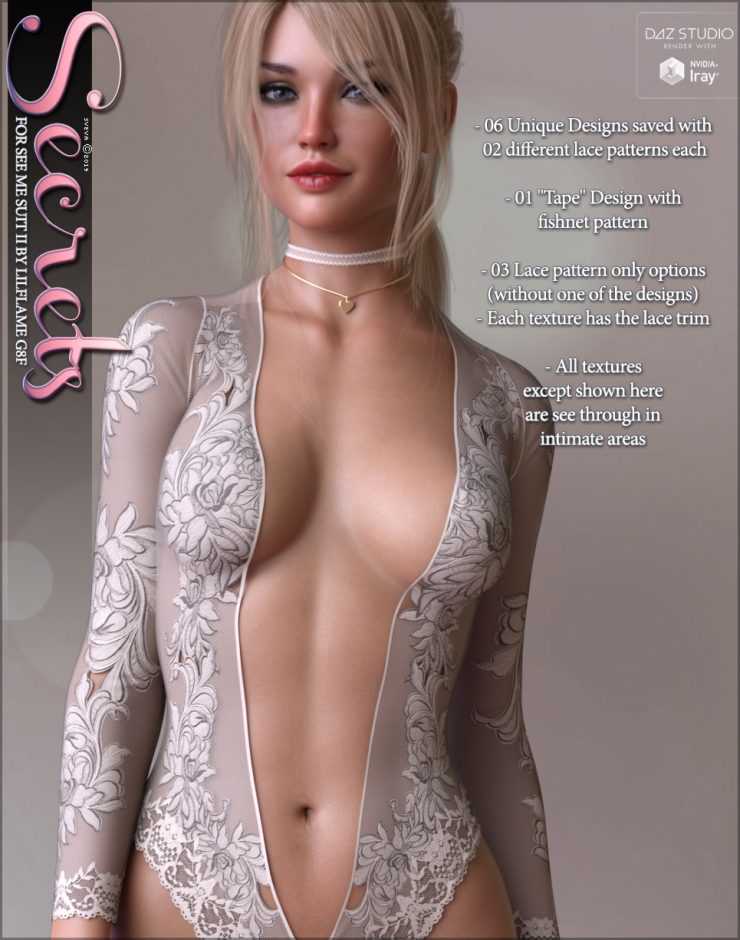 Secrets
FOR SEE ME SUIT II BY LILFLAME G8F
SVEVA ©2019
DAZ STUDIO
RENDER WITH
NVIDIA
Iray
- 06 Unique Designs saved with
02 different lace patterns each
- 01 "Tape" Design with
fishnet pattern
- 03 Lace pattern only options
(without one of the designs)
- Each texture has the lace trim
- All textures
except shown here
are see through in
intimate areas